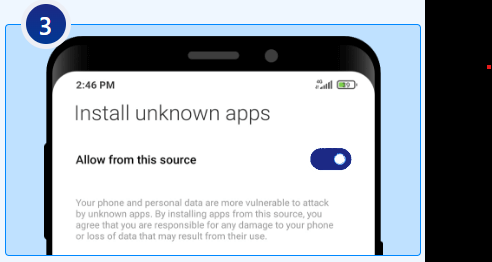 3
2:46 PM
Install unknown apps
Allow from this source
Your phone and personal data are more vulnerable to attack
by unknown apps. By installing apps from this source, you
agree that you are responsible for any damage to your phone
or loss of data that may result from their use.